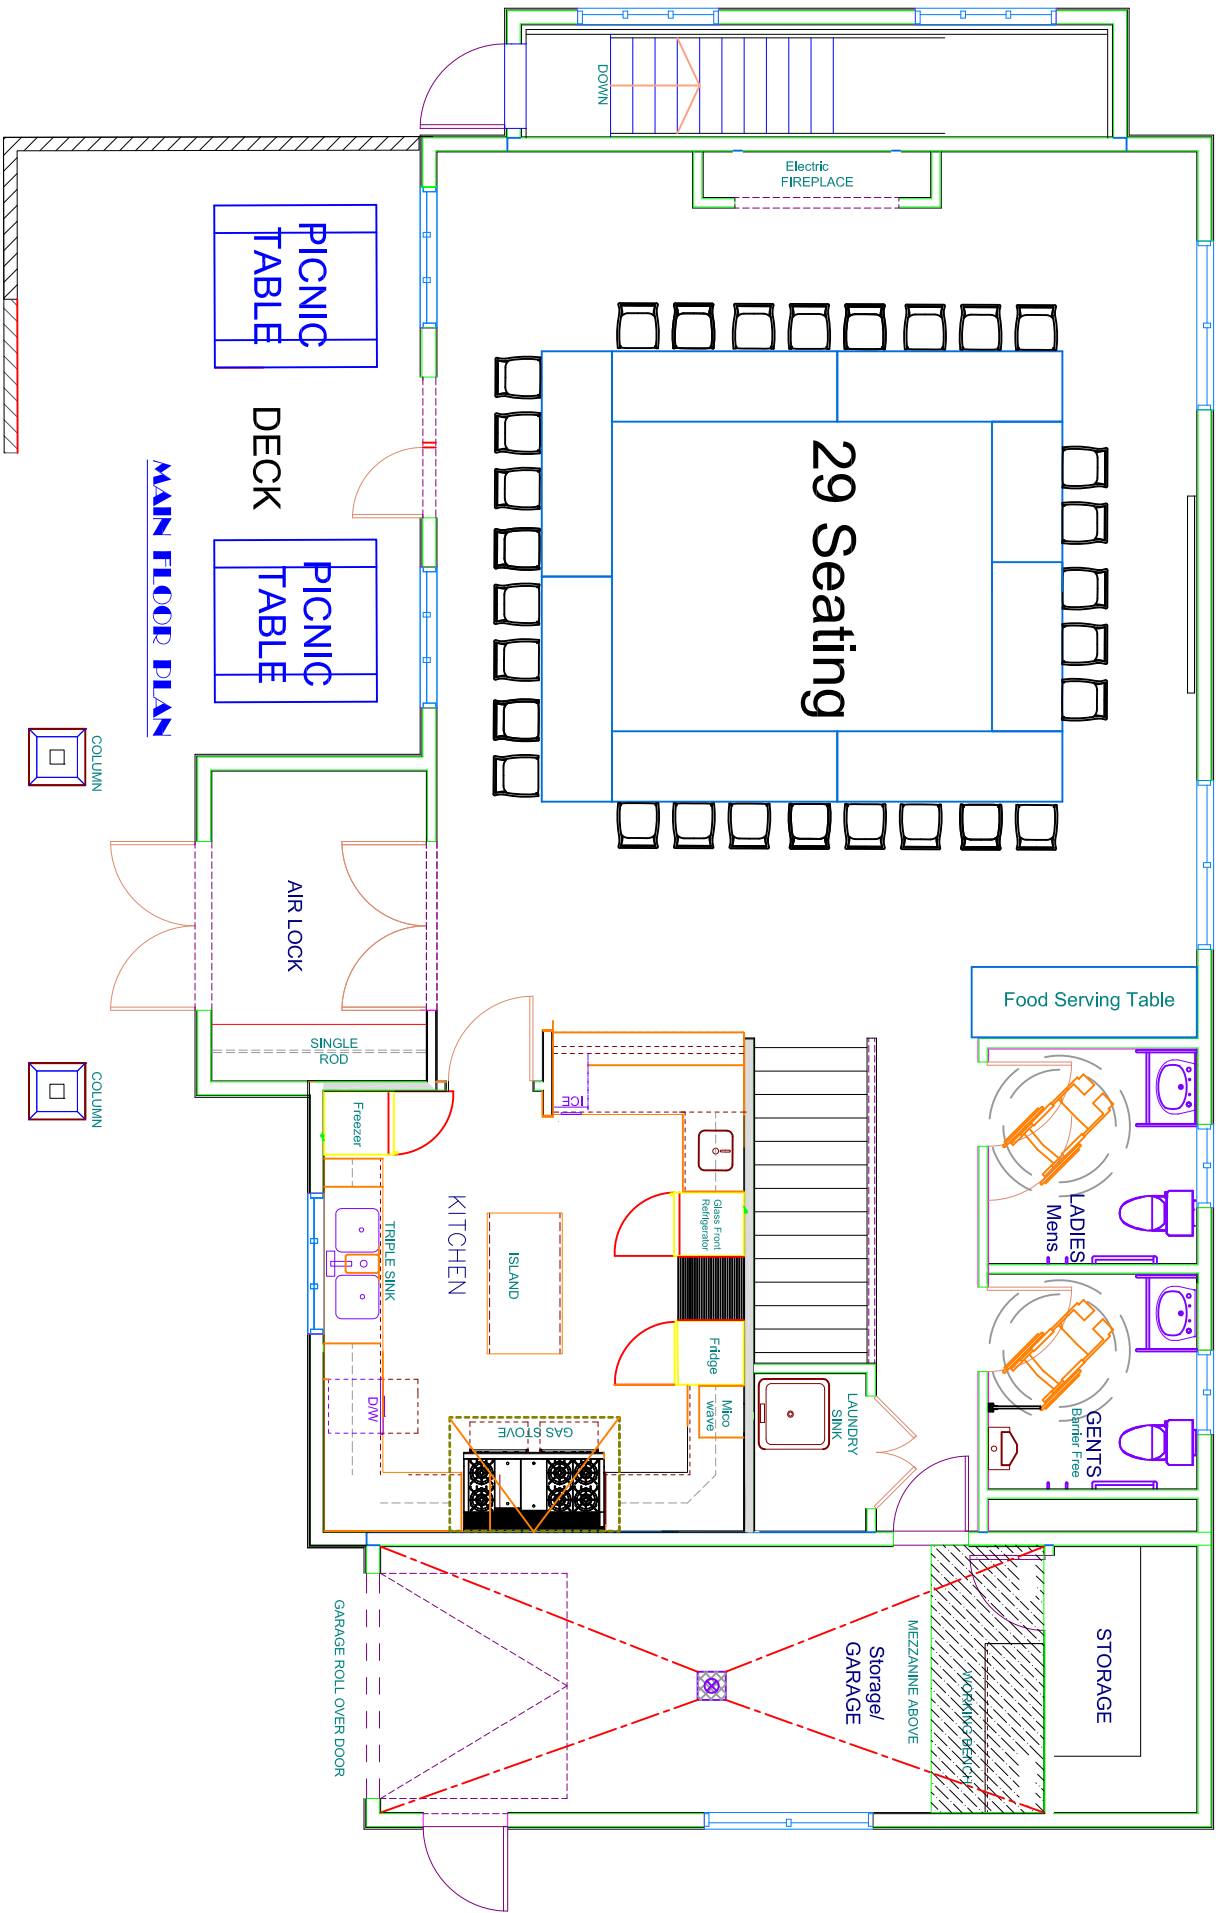 DOWN
Electric
FIREPLACE
PICNIC
TABLE
DECK
PICNIC
TABLE
MAIN FLOOR PLAN
29 Seating
COLUMN
COLUMN
AIR LOCK
SINGLE
ROD
Food Serving Table
ICE
Freezer
KITCHEN
TRIPLE SINK
ISLAND
Glass Front
Refrigerator
Fridge
Mico
wave
D/W
GAS STOVE
LAUNDRY
SINK
LADIES
Mens
GENTS
Barrier Free
GARAGE ROLL OVER DOOR
Storage/
GARAGE
MEZZANINE ABOVE
WORKING BENCH
STORAGE